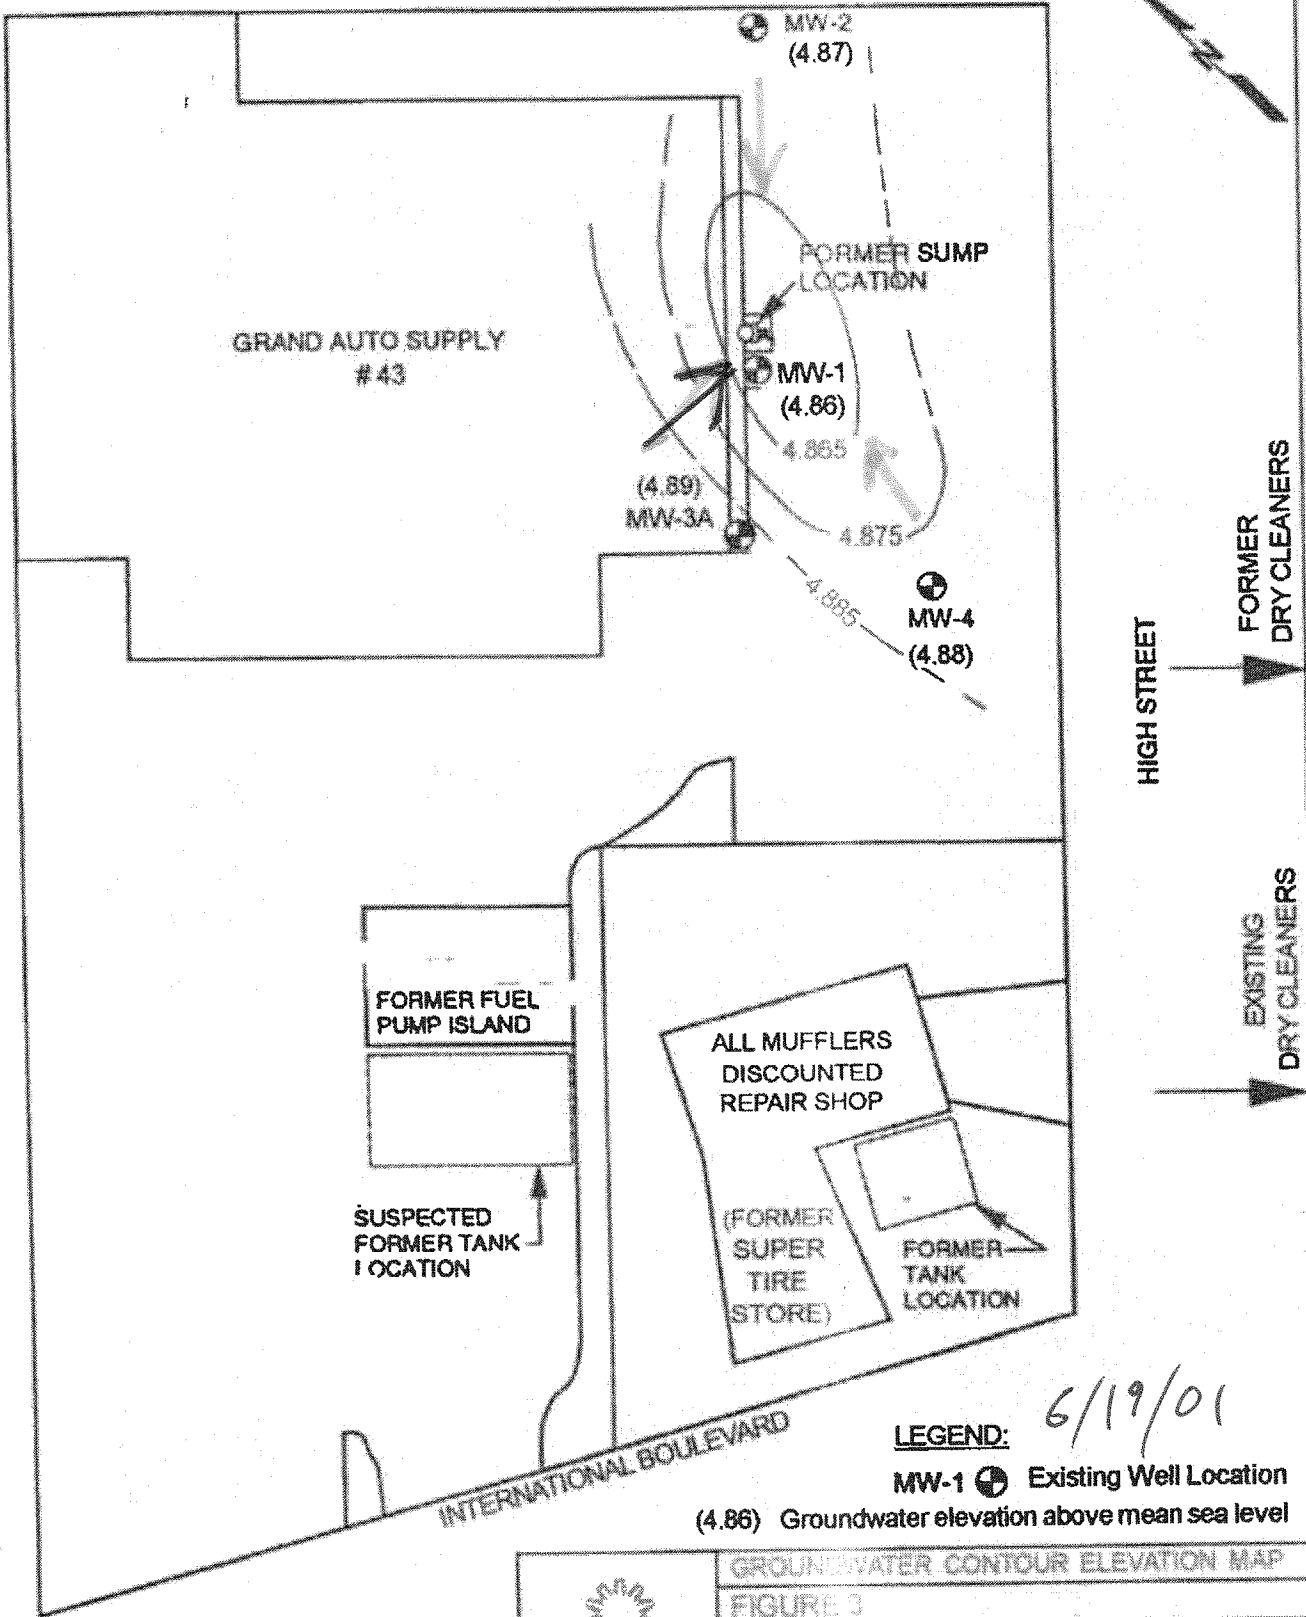 MW-2
(4.87)
N
FORMER SUMP
LOCATION
GRAND AUTO SUPPLY
#43
MW-1
(4.86)
4.865
(4.89)
MW-3A
4.875
4.885
MW-4
(4.88)
HIGH STREET
FORMER
DRY CLEANERS
EXISTING
DRY CLEANERS
FORMER FUEL
PUMP ISLAND
ALL MUFFLERS
DISCOUNTED
REPAIR SHOP
SUSPECTED
FORMER TANK
LOCATION
(FORMER
SUPER
TIRE
STORE)
FORMER
TANK
LOCATION
INTERNATIONAL BOULEVARD
6/19/01
LEGEND:
MW-1 Existing Well Location
(4.86) Groundwater elevation above mean sea level
GROUNDWATER CONTOUR ELEVATION MAP
FIGURE 3